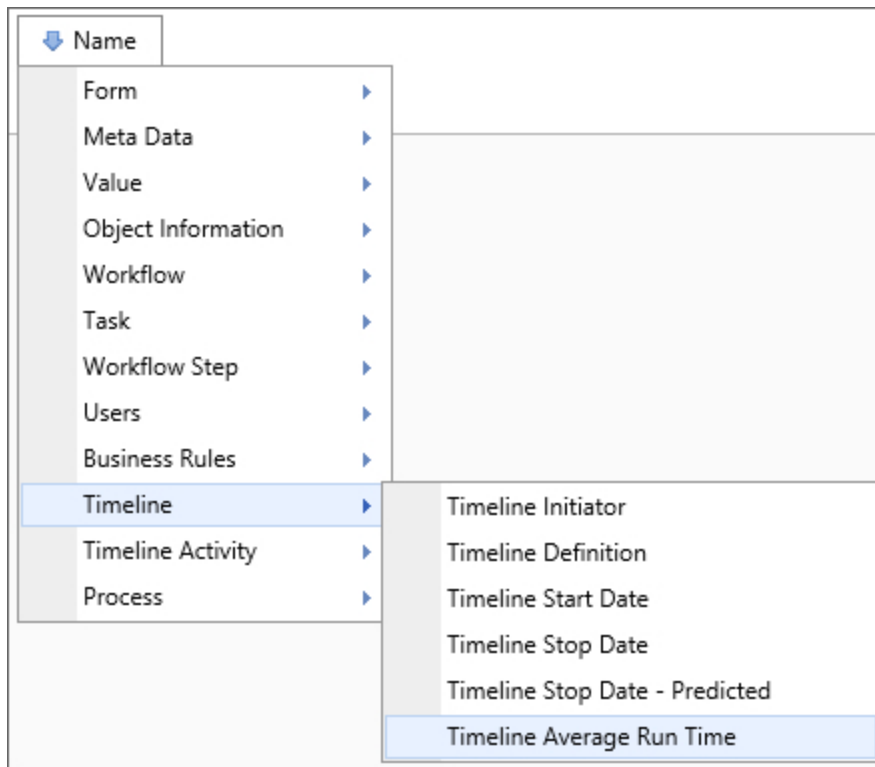 Name
Form
Meta Data
Value
Object Information
Workflow
Task
Workflow Step
Users
Business Rules
Timeline
Timeline Activity
Process
Timeline Initiator
Timeline Definition
Timeline Start Date
Timeline Stop Date
Timeline Stop Date - Predicted
Timeline Average Run Time